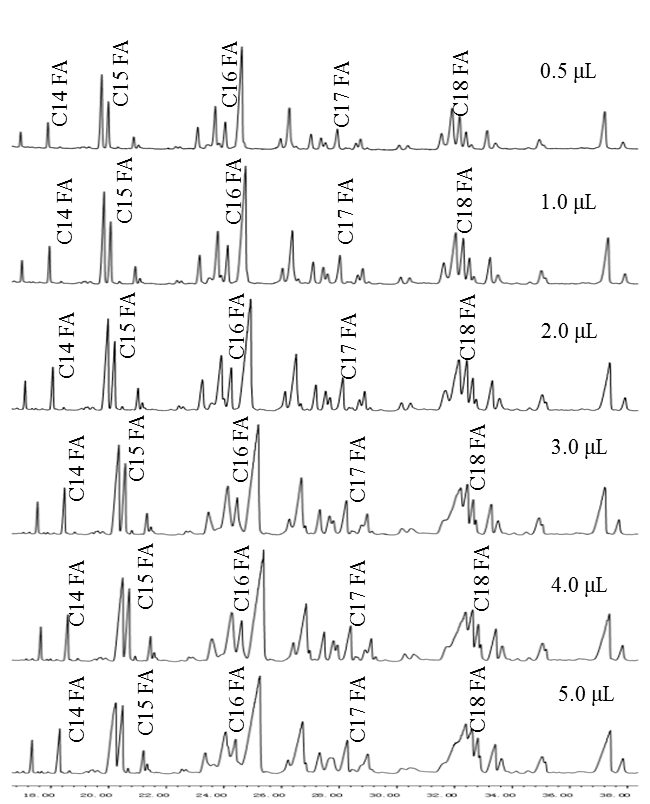 C14 FA C15 FA C16 FA C17 FA C18 FA 0.5 μL
C14 FA C15 FA C16 FA C17 FA C18 FA 1.0 μL
C14 FA C15 FA C16 FA C17 FA C18 FA 2.0 μL
C14 FA C15 FA C16 FA C17 FA C18 FA 3.0 μL
C14 FA C15 FA C16 FA C17 FA C18 FA 4.0 μL
C14 FA C15 FA C16 FA C17 FA C18 FA 5.0 μL
18.00 20.00 22.00 24.00 26.00 28.00 30.00 32.00 34.00 36.00 38.00